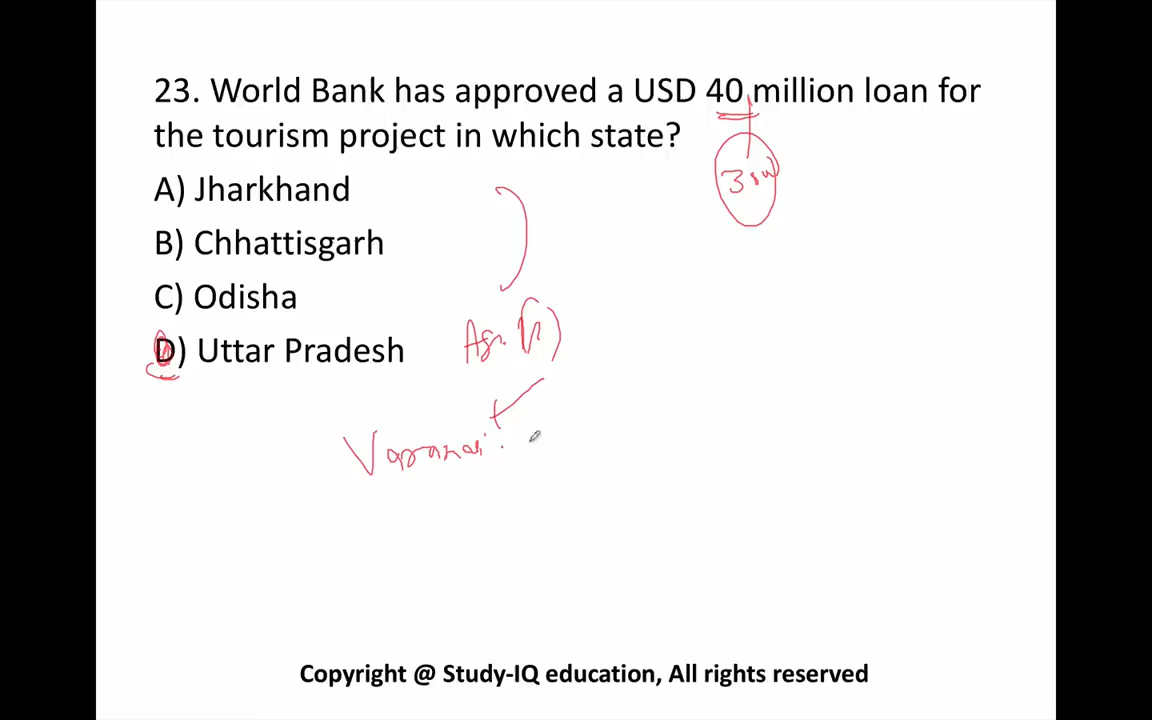 23. World Bank has approved a USD 40 million loan for
the tourism project in which state?
A) Jharkhand
B) Chhattisgarh
C) Odisha
D) Uttar Pradesh
Varanasi
Copyright @ Study-IQ education, All rights reserved